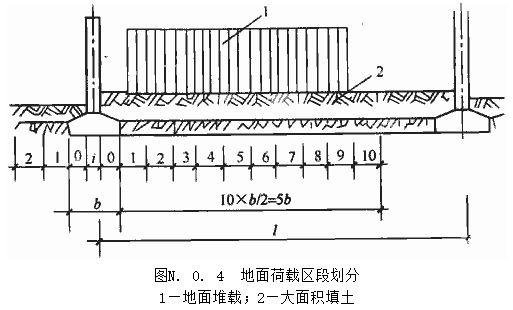 1
2
2 1 0 i 0 1 2 3 4 5 6 7 8 9 10
b 10×b/2=5b
l
图N. 0. 4 地面荷载区段划分
1—地面堆载；2—大面积填土